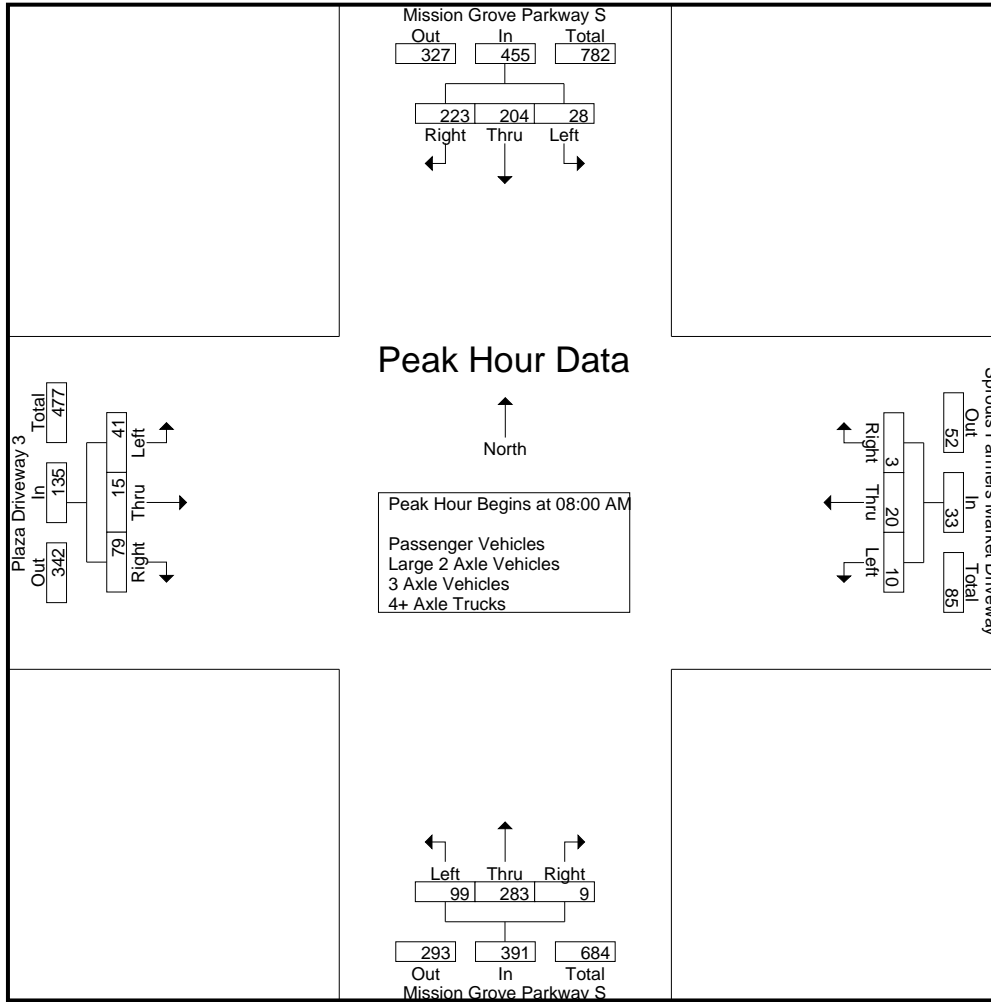 Mission Grove Parkway S
Out In Total
327 455 782
223 204 28
Right Thru Left
Peak Hour Data
North
Peak Hour Begins at 08:00 AM
Passenger Vehicles
Large 2 Axle Vehicles
3 Axle Vehicles
4+ Axle Trucks
Plaza Driveway 3
Out In Total
342 135 477
41 15 79
Left Thru Right
Sprouts Farmers Market Driveway
Out In Total
52 33 85
3 20 10
Right Thru Left
Left Thru Right
99 283 9
293 391 684
Out In Total
Mission Grove Parkway S